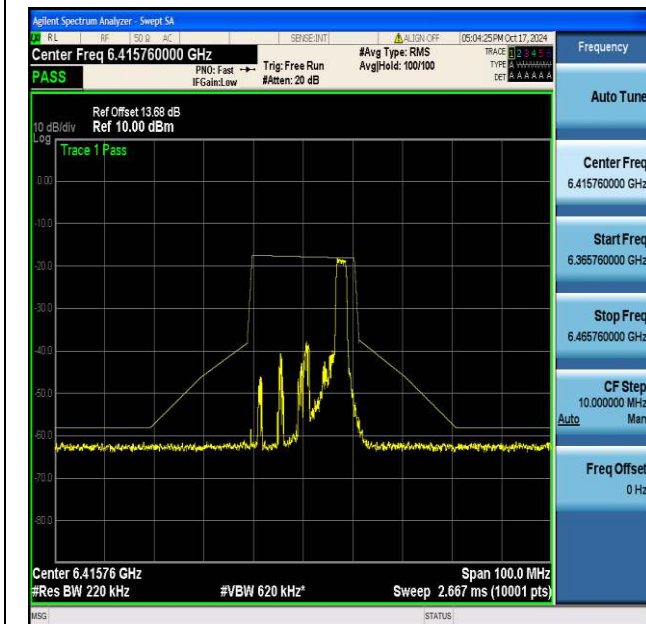 Agilent Spectrum Analyzer - Swept SA
RL RF 50 Ω AC SENSE:INT ALIGN OFF 05:04:25PM Oct 17, 2024
Center Freq 6.415760000 GHz
PASS
PNO: Fast
IFGain:Low
Trig: Free Run
#Atten: 20 dB
#Avg Type: RMS
Avg|Hold: 100/100
TRACE 1 2 3 4 5 6
TYPE A
DET A A A A A A
Ref Offset 13.68 dB
10 dB/div Ref 10.00 dBm
Log
Trace 1 Pass
0.00
-10.0
-20.0
-30.0
-40.0
-50.0
-60.0
-70.0
-80.0
Center 6.41576 GHz
Span 100.0 MHz
#Res BW 220 kHz
#VBW 620 kHz*
Sweep 2.667 ms (10001 pts)
MSG
STATUS
Frequency
Auto Tune
Center Freq
6.415760000 GHz
Start Freq
6.365760000 GHz
Stop Freq
6.465760000 GHz
CF Step
10.000000 MHz
Auto Man
Freq Offset
0 Hz